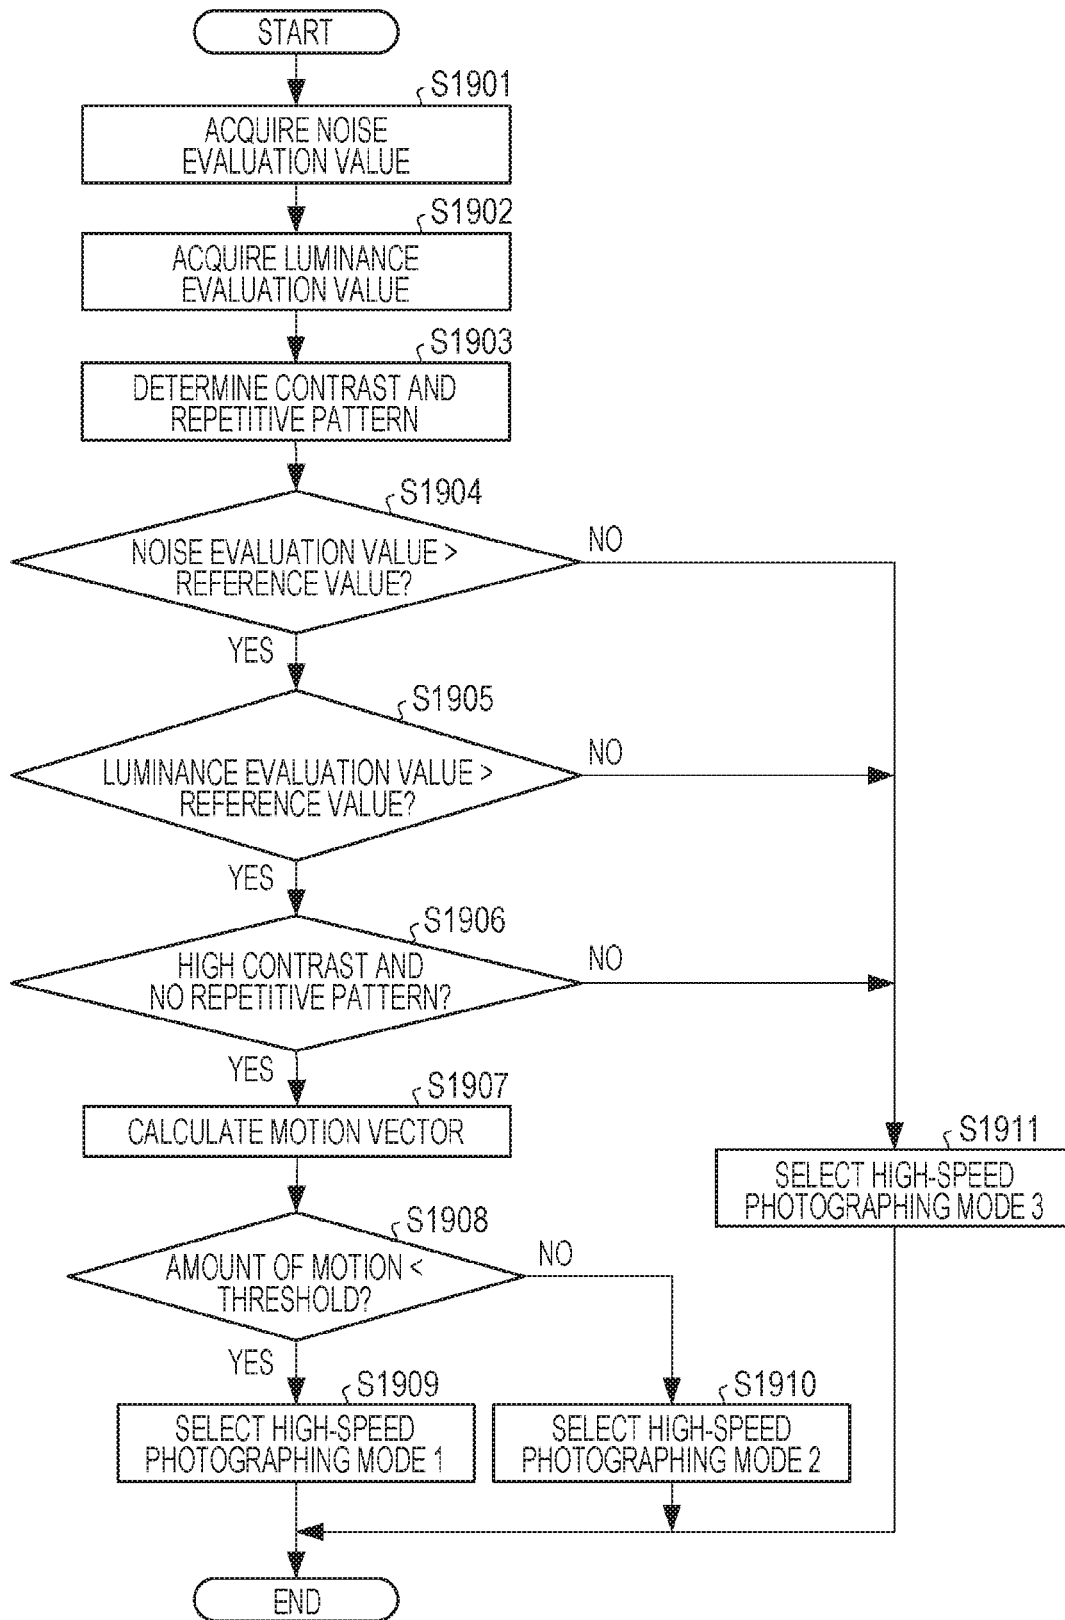 START
S1901
ACQUIRE NOISE
EVALUATION VALUE
S1902
ACQUIRE LUMINANCE
EVALUATION VALUE
S1903
DETERMINE CONTRAST AND
REPETITIVE PATTERN
S1904
NOISE EVALUATION VALUE >
REFERENCE VALUE?
NO
YES
S1905
LUMINANCE EVALUATION VALUE >
REFERENCE VALUE?
NO
YES
S1906
HIGH CONTRAST AND
NO REPETITIVE PATTERN?
NO
YES
S1907
CALCULATE MOTION VECTOR
S1911
SELECT HIGH-SPEED
PHOTOGRAPHING MODE 3
S1908
AMOUNT OF MOTION <
THRESHOLD?
NO
YES
S1909
SELECT HIGH-SPEED
PHOTOGRAPHING MODE 1
S1910
SELECT HIGH-SPEED
PHOTOGRAPHING MODE 2
END